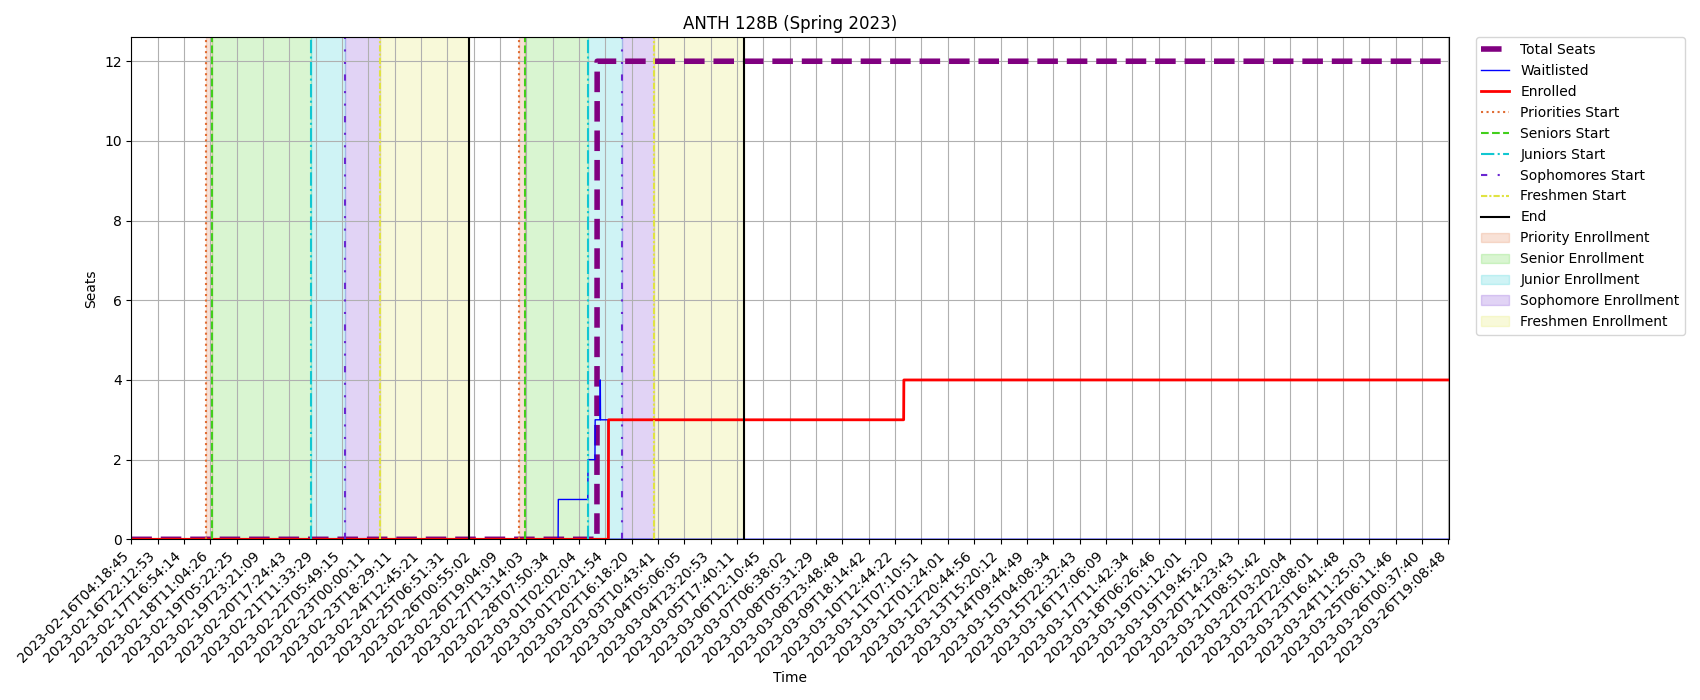 ANTH 128B (Spring 2023)
Seats
12
10
8
6
4
2
0
2023-02-16T04:18:45
2023-02-16T22:12:53
2023-02-17T16:54:14
2023-02-18T11:04:26
2023-02-19T05:22:25
2023-02-19T23:21:09
2023-02-20T17:24:43
2023-02-21T11:33:29
2023-02-22T05:49:15
2023-02-23T00:00:11
2023-02-23T18:29:11
2023-02-24T12:45:21
2023-02-25T06:51:31
2023-02-26T00:55:02
2023-02-26T19:04:09
2023-02-27T13:14:03
2023-02-28T07:50:34
2023-03-01T02:02:04
2023-03-01T20:21:54
2023-03-02T16:18:20
2023-03-03T10:43:41
2023-03-04T05:06:05
2023-03-04T23:20:53
2023-03-05T17:40:11
2023-03-06T12:10:45
2023-03-07T06:38:02
2023-03-08T05:31:29
2023-03-08T23:48:48
2023-03-09T18:14:42
2023-03-10T12:44:22
2023-03-11T07:10:51
2023-03-12T01:24:01
2023-03-12T20:44:56
2023-03-13T15:20:12
2023-03-14T09:44:49
2023-03-15T04:08:34
2023-03-15T22:32:43
2023-03-16T17:06:09
2023-03-17T11:42:34
2023-03-18T06:26:46
2023-03-19T01:12:01
2023-03-19T19:45:20
2023-03-20T14:23:43
2023-03-21T08:51:42
2023-03-22T03:20:04
2023-03-22T22:08:01
2023-03-23T16:41:48
2023-03-24T11:25:03
2023-03-25T06:11:46
2023-03-26T00:37:40
2023-03-26T19:08:48
Time
Total Seats
Waitlisted
Enrolled
Priorities Start
Seniors Start
Juniors Start
Sophomores Start
Freshmen Start
End
Priority Enrollment
Senior Enrollment
Junior Enrollment
Sophomore Enrollment
Freshmen Enrollment